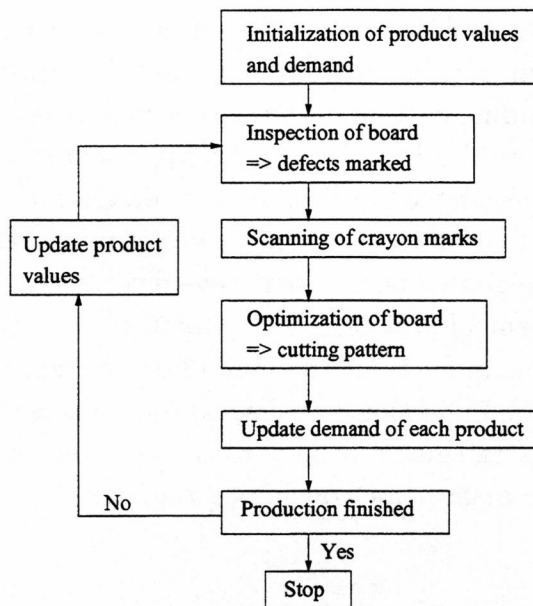 Initialization of product values
and demand
Inspection of board
=> defects marked
Scanning of crayon marks
Update product
values
Optimization of board
=> cutting pattern
Update demand of each product
No
Production finished
Yes
Stop